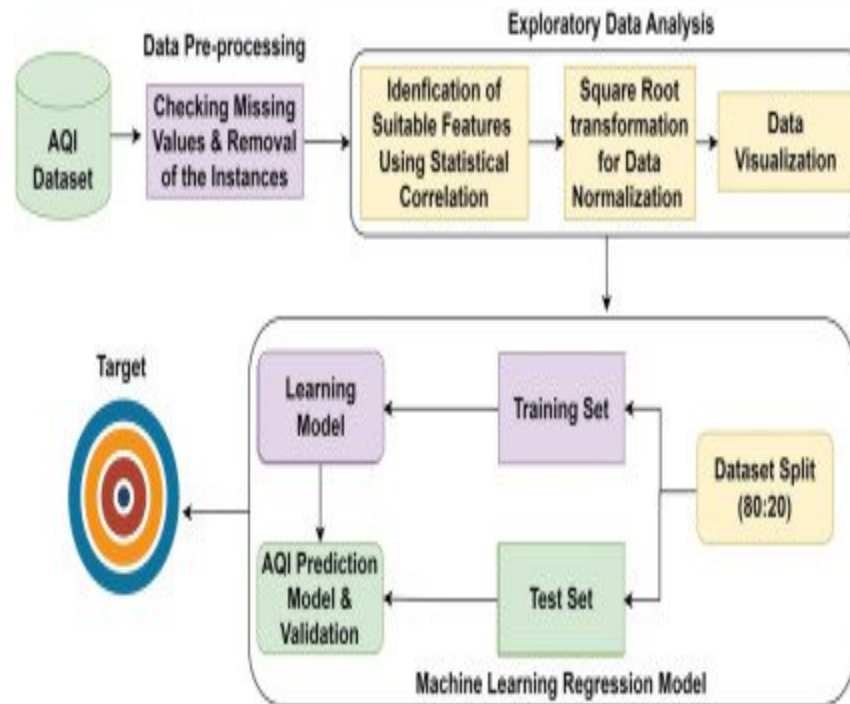 Exploratory Data Analysis
Data Pre-processing
AQI
Dataset
Checking Missing
Values & Removal
of the Instances
Idenfication of
Suitable Features
Using Statistical
Correlation
Square Root
transformation
for Data
Normalization
Data
Visualization
Target
Learning
Model
Training Set
Dataset Split
(80:20)
AQI Prediction
Model &
Validation
Test Set
Machine Learning Regression Model